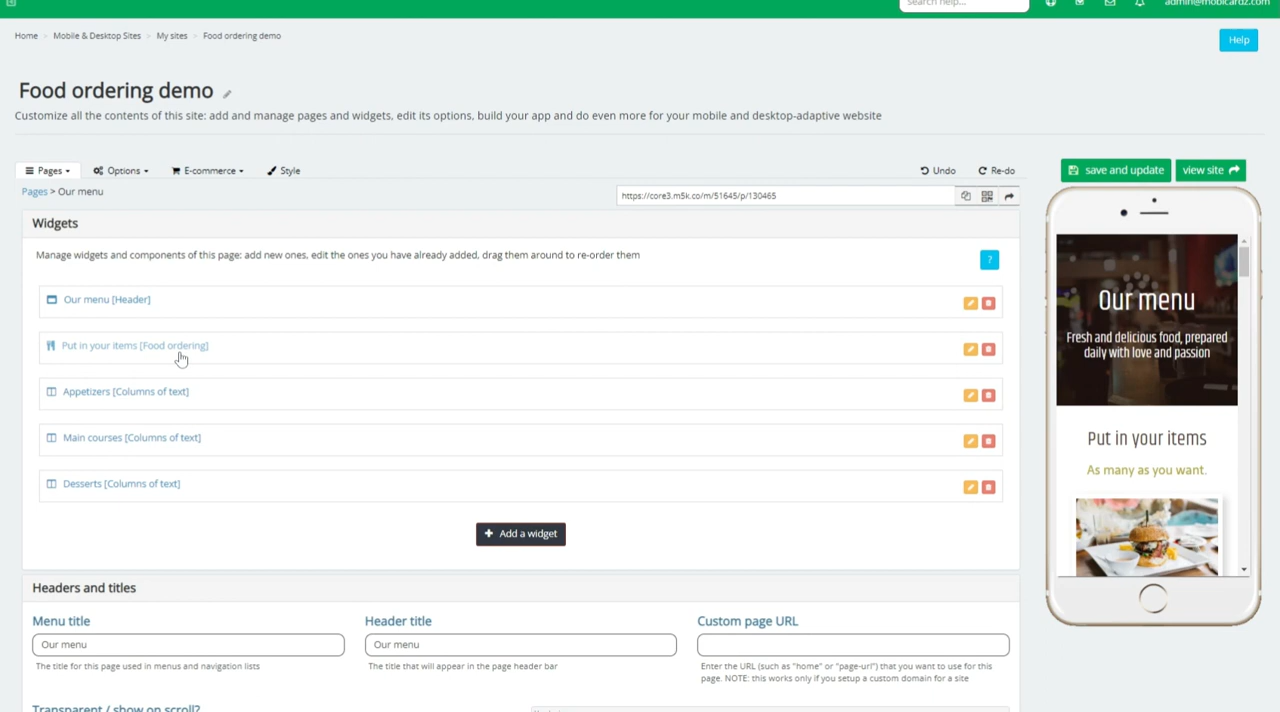 search help...
admin@mobicardz.com
Home > Mobile & Desktop Sites > My sites > Food ordering demo
Help
Food ordering demo
Customize all the contents of this site: add and manage pages and widgets, edit its options, build your app and do even more for your mobile and desktop-adaptive website
Pages
Options
E-commerce
Style
Undo
Re-do
save and update
view site
Pages > Our menu
https://core3.m5k.co/m/51645/p/130465
Widgets
Manage widgets and components of this page: add new ones, edit the ones you have already added, drag them around to re-order them
?
Our menu [Header]
Put in your items [Food ordering]
Appetizers [Columns of text]
Main courses [Columns of text]
Desserts [Columns of text]
+ Add a widget
Our menu
Fresh and delicious food, prepared
daily with love and passion
Put in your items
As many as you want.
Headers and titles
Menu title
Header title
Custom page URL
Our menu
Our menu
The title for this page used in menus and navigation lists
The title that will appear in the page header bar
Enter the URL (such as "home" or "page-url") that you want to use for this
page. NOTE: this works only if you setup a custom domain for a site
Transparent / show on scroll?